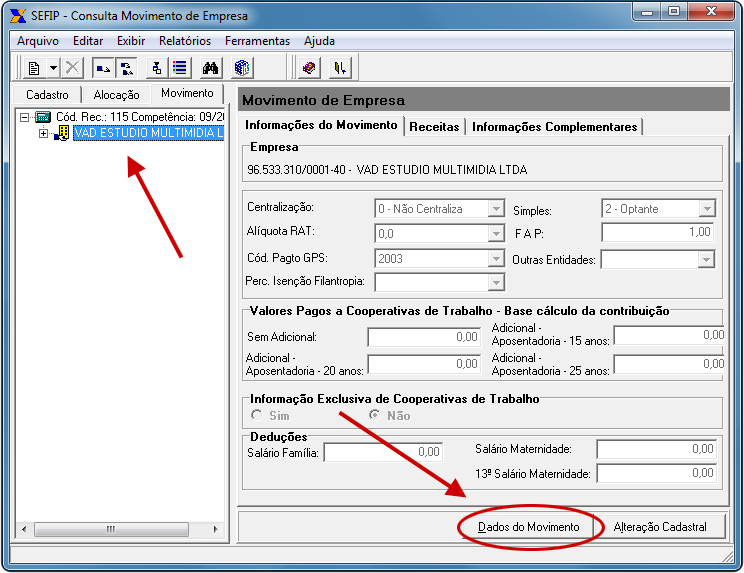 SEFIP - Consulta Movimento de Empresa
Arquivo Editar Exibir Relatórios Ferramentas Ajuda
Cadastro Alocação Movimento
Cód. Rec.: 115 Competência: 09/20
VAD ESTUDIO MULTIMIDIA L
Movimento de Empresa
Informações do Movimento Receitas Informações Complementares
Empresa
96.533.310/0001-40 - VAD ESTUDIO MULTIMIDIA LTDA
Centralização: 0 - Não Centraliza Simples: 2 - Optante
Alíquota RAT: 0,0 F A P: 1,00
Cód. Pagto GPS: 2003 Outras Entidades:
Perc. Isenção Filantropia:
Valores Pagos a Cooperativas de Trabalho - Base cálculo da contribuição
Sem Adicional: 0,00 Adicional -
Aposentadoria - 15 anos: 0,00
Adicional - Adicional -
Aposentadoria - 20 anos: 0,00 Aposentadoria - 25 anos: 0,00
Informação Exclusiva de Cooperativas de Trabalho
Sim Não
Deduções
Salário Família: 0,00 Salário Maternidade: 0,00
13º Salário Maternidade: 0,00
Dados do Movimento Alteração Cadastral